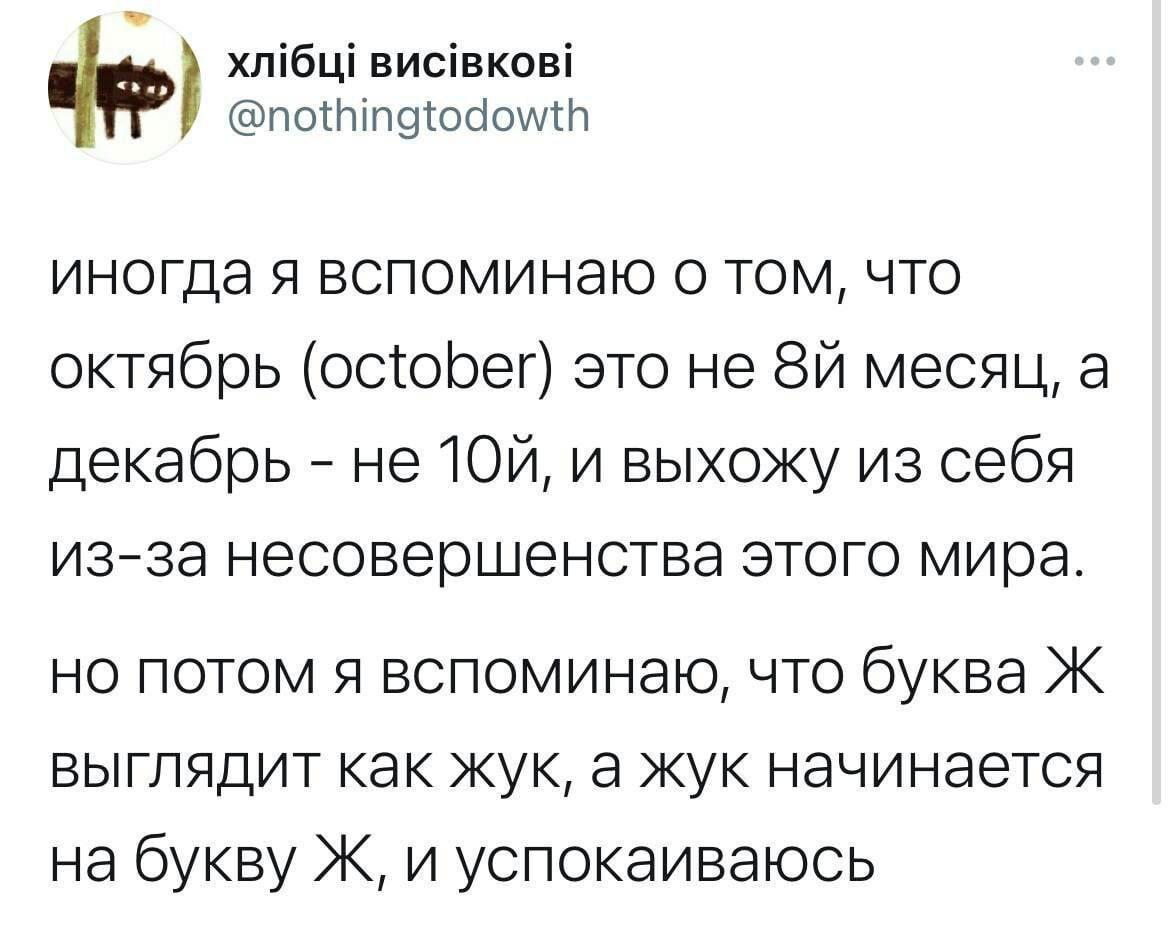 хлібці висівкові
@nothingtodowth
иногда я вспоминаю о том, что
октябрь (october) это не 8й месяц, а
декабрь - не 10й, и выхожу из себя
из-за несовершенства этого мира.
но потом я вспоминаю, что буква Ж
выглядит как жук, а жук начинается
на букву Ж, и успокаиваюсь